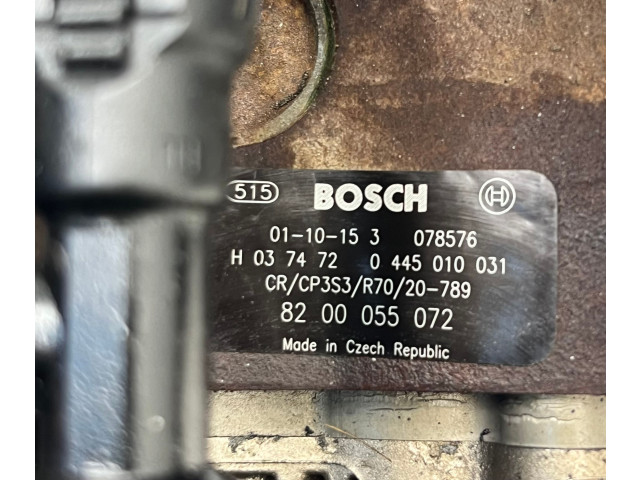 515 BOSCH H
01-10-15 3 078576
H 03 74 72 0 445 010 031
CR/CP3S3/R70/20-789
82 00 055 072
Made in Czech Republic